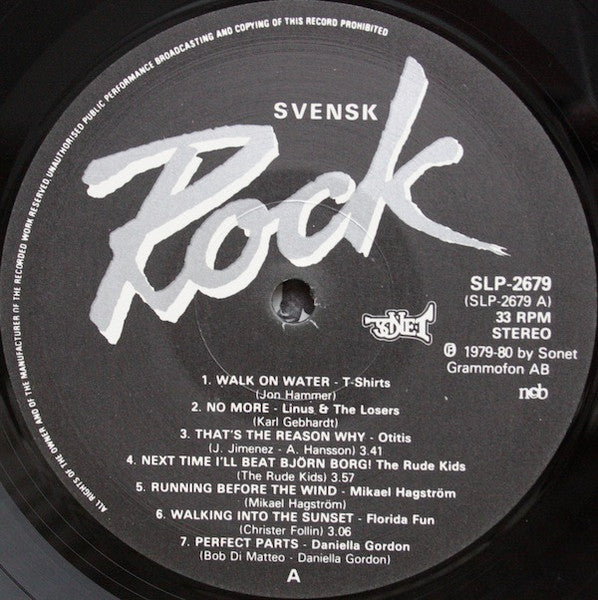 ALL RIGHTS OF THE OWNER AND OF THE MANUFACTURER OF THE RECORDED WORK RESERVED, UNAUTHORISED PUBLIC PERFORMANCE BROADCASTING AND COPYING OF THIS RECORD PROHIBITED
SVENSK
Rock
SLP-2679
(SLP-2679 A)
33 RPM
STEREO
SONET
℗ 1979-80 by Sonet
Grammofon AB
ncb
1. WALK ON WATER - T-Shirts
(Jon Hammer)
2. NO MORE - Linus & The Losers
(Karl Gebhardt)
3. THAT'S THE REASON WHY - Otitis
(J. Jimenez - A. Hansson) 3.41
4. NEXT TIME I'LL BEAT BJÖRN BORG! The Rude Kids
(The Rude Kids) 3.57
5. RUNNING BEFORE THE WIND - Mikael Hagström
(Mikael Hagström)
6. WALKING INTO THE SUNSET - Florida Fun
(Christer Follin) 3.06
7. PERFECT PARTS - Daniella Gordon
(Bob Di Matteo - Daniella Gordon)
A